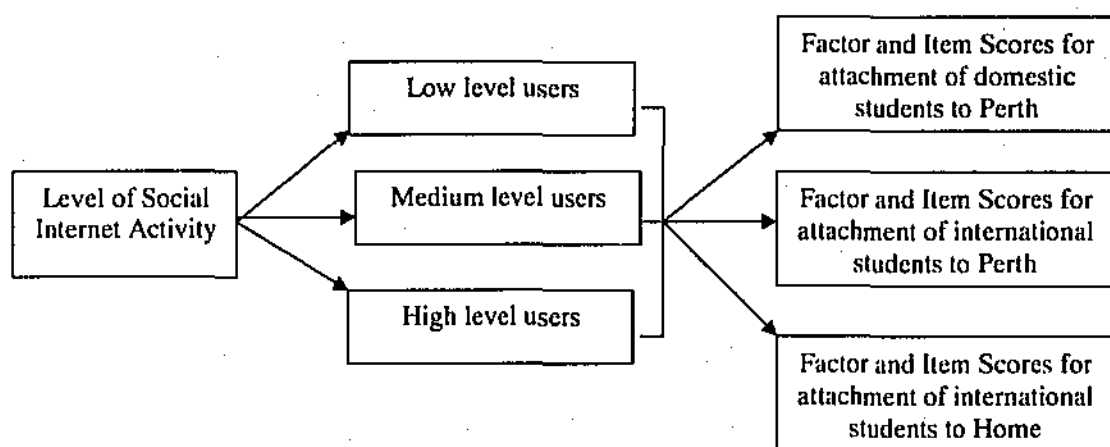 Level of Social
Internet Activity
Low level users
Medium level users
High level users
Factor and Item Scores for
attachment of domestic
students to Perth
Factor and Item Scores for
attachment of international
students to Perth
Factor and Item Scores for
attachment of international
students to Home